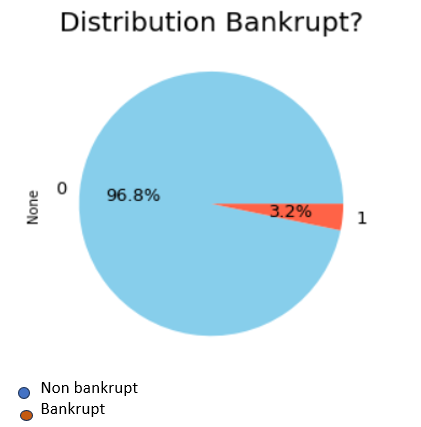 Distribution Bankrupt?
0
96.8%
None
3.2%
1
Non bankrupt
Bankrupt